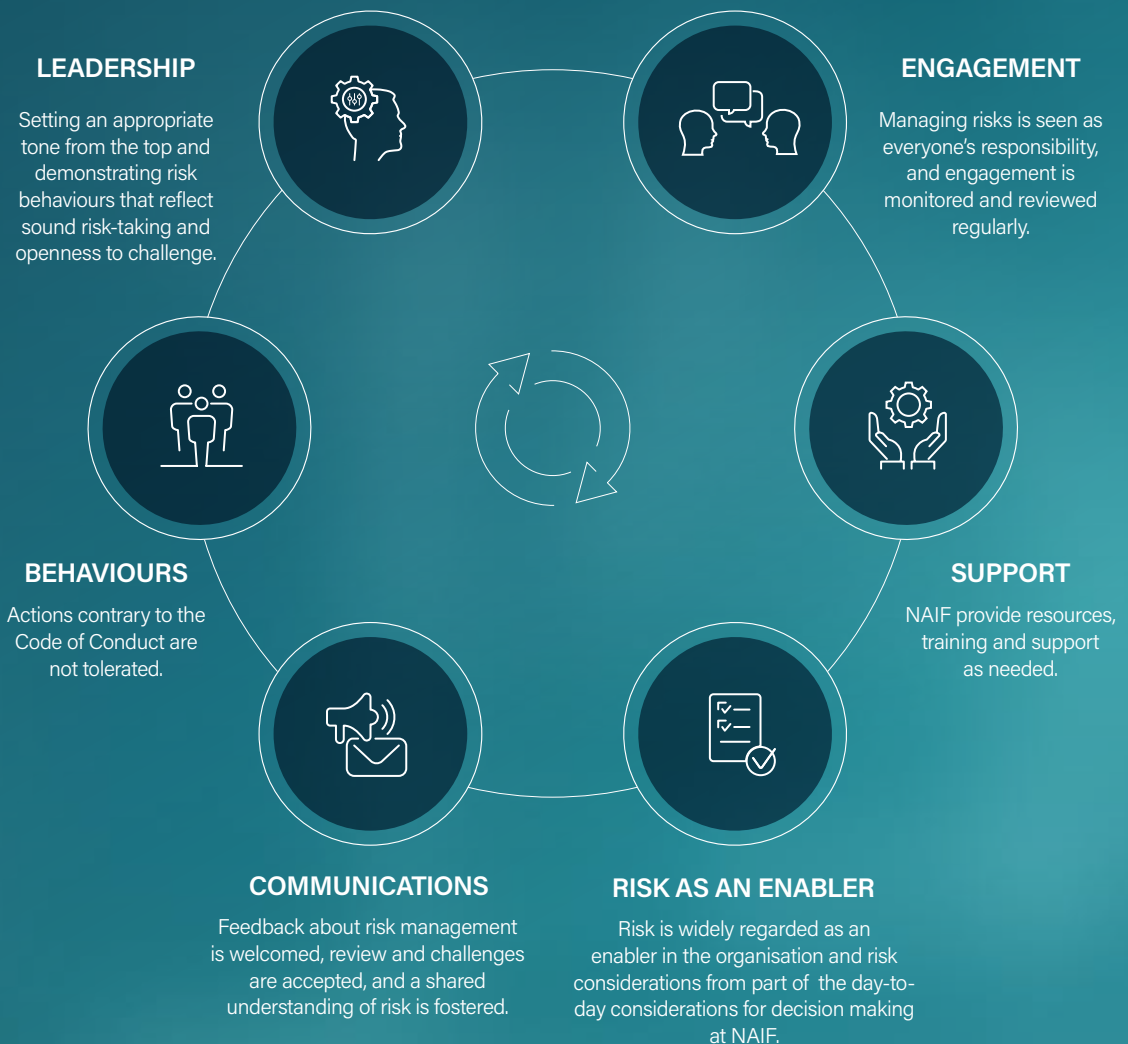 LEADERSHIP
Setting an appropriate
tone from the top and
demonstrating risk
behaviours that reflect
sound risk-taking and
openness to challenge.
ENGAGEMENT
Managing risks is seen as
everyone's responsibility,
and engagement is
monitored and reviewed
regularly.
BEHAVIOURS
Actions contrary to the
Code of Conduct are
not tolerated.
SUPPORT
NAIF provide resources,
training and support
as needed.
COMMUNICATIONS
Feedback about risk management
is welcomed, review and challenges
are accepted, and a shared
understanding of risk is fostered.
RISK AS AN ENABLER
Risk is widely regarded as an
enabler in the organisation and risk
considerations from part of the day-to-
day considerations for decision making
at NAIF.